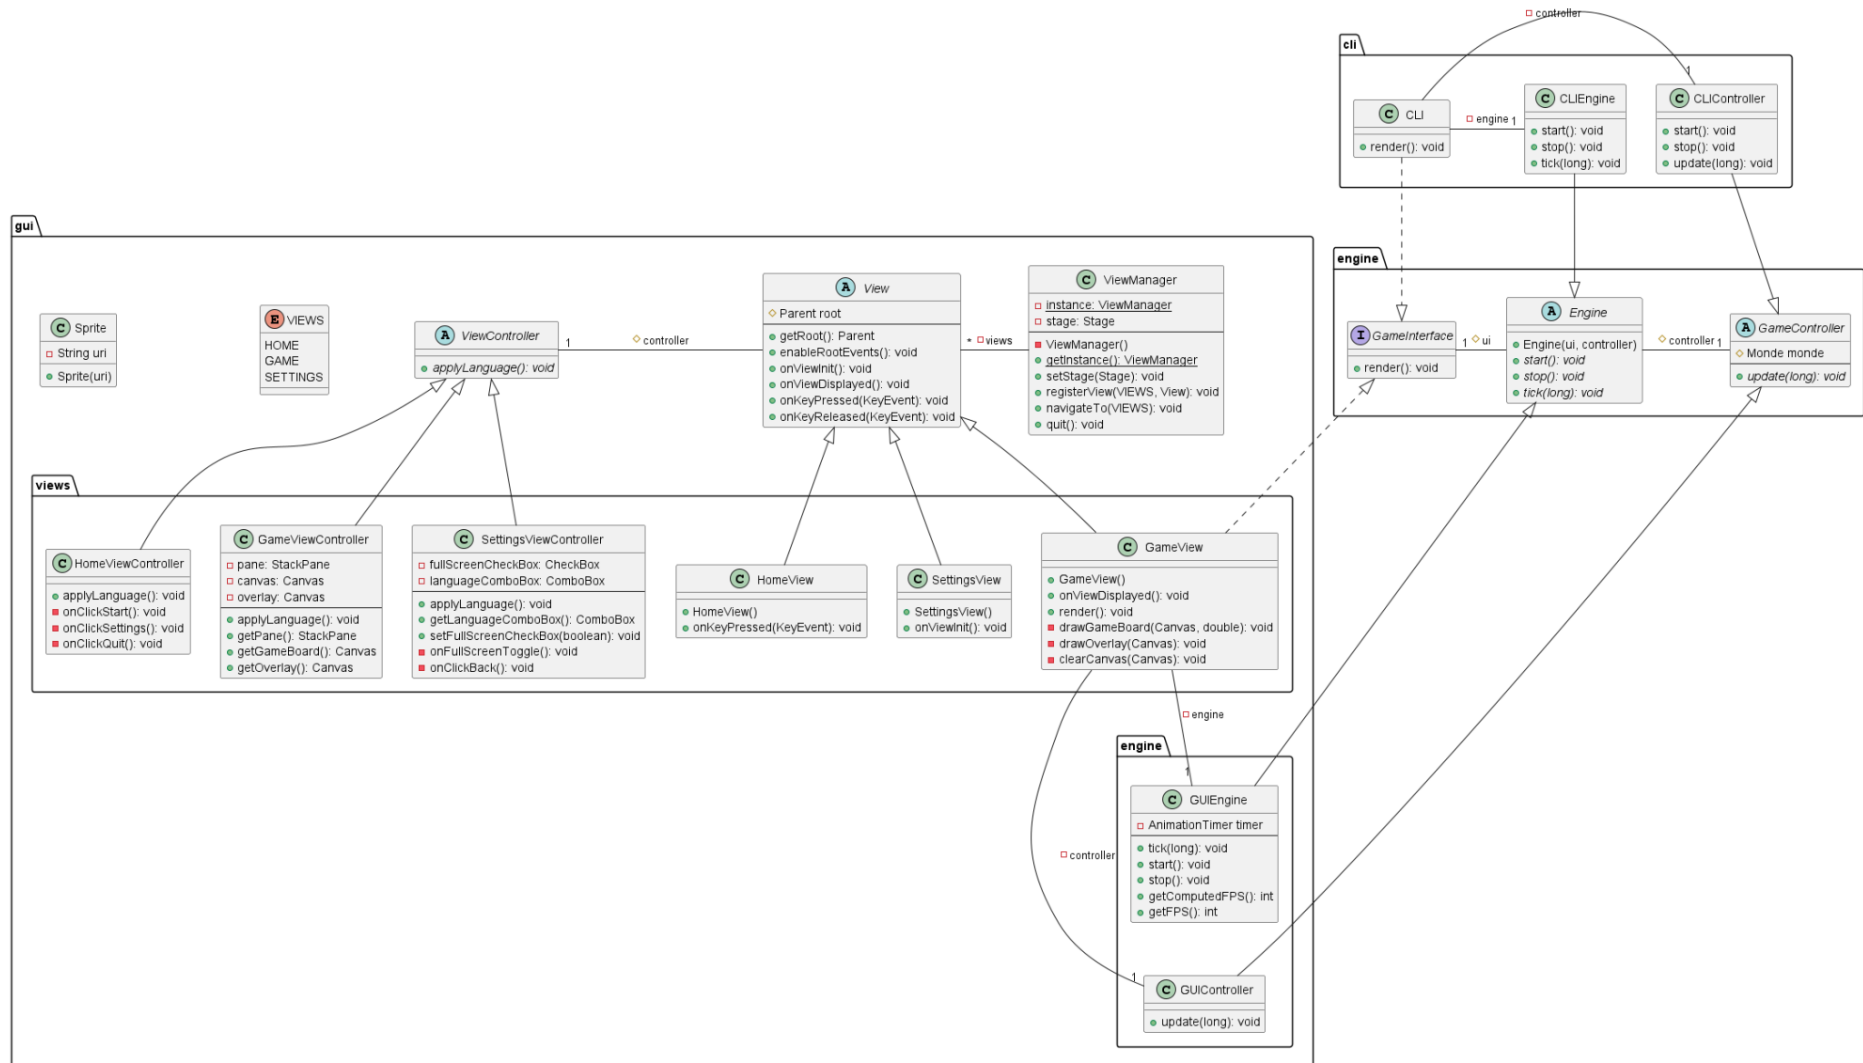 controller
cli
1
C CLI
render(): void
engine 1
C CLIEngine
start(): void
stop(): void
tick(long): void
C CLIController
start(): void
stop(): void
update(long): void
gui
C Sprite
String uri
Sprite(uri)
E VIEWS
HOME
GAME
SETTINGS
A ViewController
applyLanguage(): void
1 controller
A View
Parent root
getRoot(): Parent
enableRootEvents(): void
onViewInit(): void
onViewDisplayed(): void
onKeyPressed(KeyEvent): void
onKeyReleased(KeyEvent): void
* views
C ViewManager
instance: ViewManager
stage: Stage
ViewManager()
getInstance(): ViewManager
setStage(Stage): void
registerView(VIEWS, View): void
navigateTo(VIEWS): void
quit(): void
engine
I GameInterface
render(): void
1 ui
A Engine
Engine(ui, controller)
start(): void
stop(): void
tick(long): void
controller 1
A GameController
Monde monde
update(long): void
views
C HomeViewController
applyLanguage(): void
onClickStart(): void
onClickSettings(): void
onClickQuit(): void
C GameViewController
pane: StackPane
canvas: Canvas
overlay: Canvas
applyLanguage(): void
getPane(): StackPane
getGameBoard(): Canvas
getOverlay(): Canvas
C SettingsViewController
fullScreenCheckBox: CheckBox
languageComboBox: ComboBox
applyLanguage(): void
getLanguageComboBox(): ComboBox
setFullScreenCheckBox(boolean): void
onFullScreenToggle(): void
onClickBack(): void
C HomeView
HomeView()
onKeyPressed(KeyEvent): void
C SettingsView
SettingsView()
onViewInit(): void
C GameView
GameView()
onViewDisplayed(): void
render(): void
drawGameBoard(Canvas, double): void
drawOverlay(Canvas): void
clearCanvas(Canvas): void
engine
engine
1
C GUIEngine
AnimationTimer timer
tick(long): void
start(): void
stop(): void
getComputedFPS(): int
getFPS(): int
controller
1
C GUIController
update(long): void